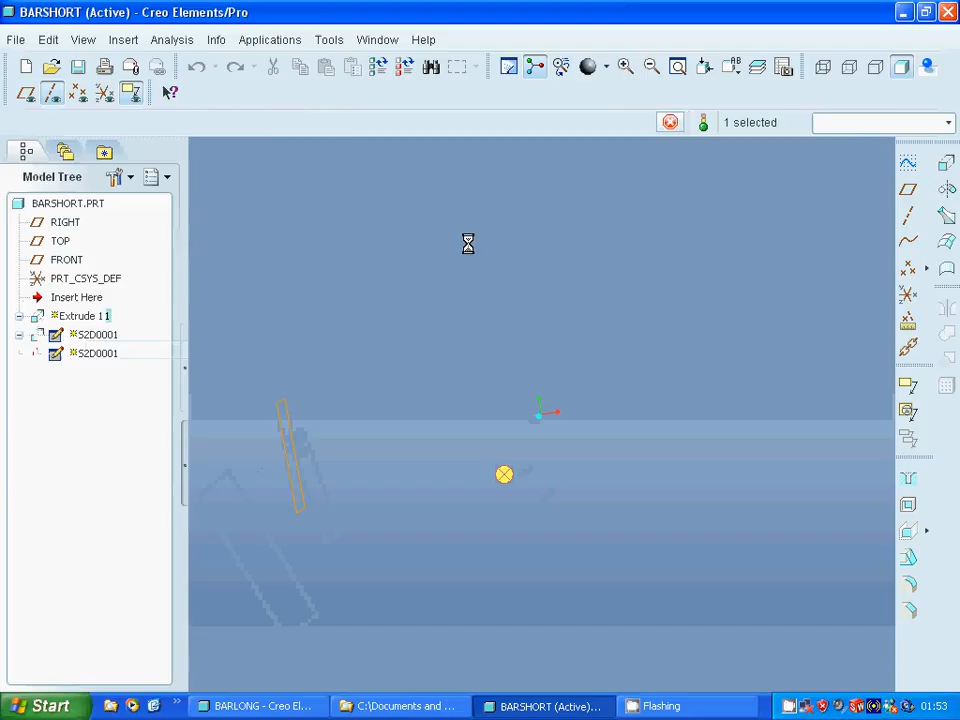 BARSHORT (Active) - Creo Elements/Pro
File Edit View Insert Analysis Info Applications Tools Window Help
1 selected
Model Tree
BARSHORT.PRT
RIGHT
TOP
FRONT
PRT_CSYS_DEF
Insert Here
Extrude 1
S2D0001
S2D0001
Start
BARLONG - Creo El...
C:\Documents and ...
BARSHORT (Active)...
Flashing
01:53